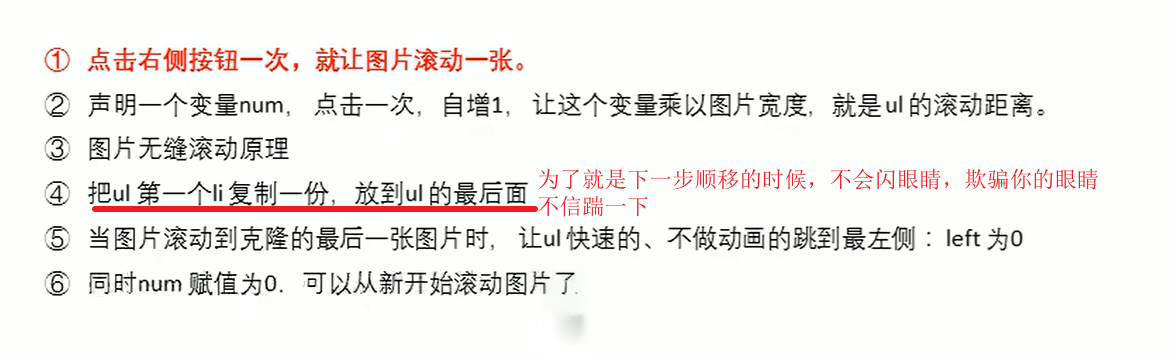 ① 点击右侧按钮一次，就让图片滚动一张。
② 声明一个变量num， 点击一次，自增1， 让这个变量乘以图片宽度，就是ul 的滚动距离。
③ 图片无缝滚动原理
④ 把ul 第一个li 复制一份，放到ul 的最后面
为了就是下一步顺移的时候，不会闪眼睛，欺骗你的眼睛
不信踹一下
⑤ 当图片滚动到克隆的最后一张图片时， 让ul 快速的、不做动画的跳到最左侧： left 为0
⑥ 同时num 赋值为0．可以从新开始滚动图片了